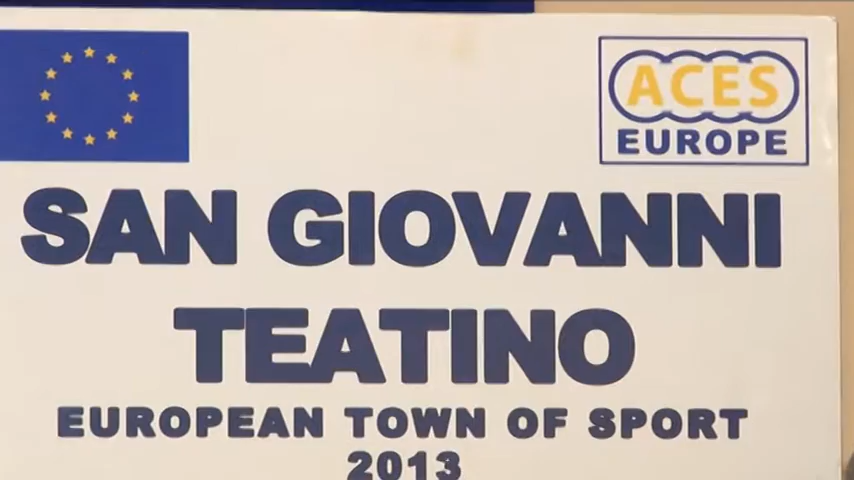 ACES
EUROPE
SAN GIOVANNI
TEATINO
EUROPEAN TOWN OF SPORT
2013